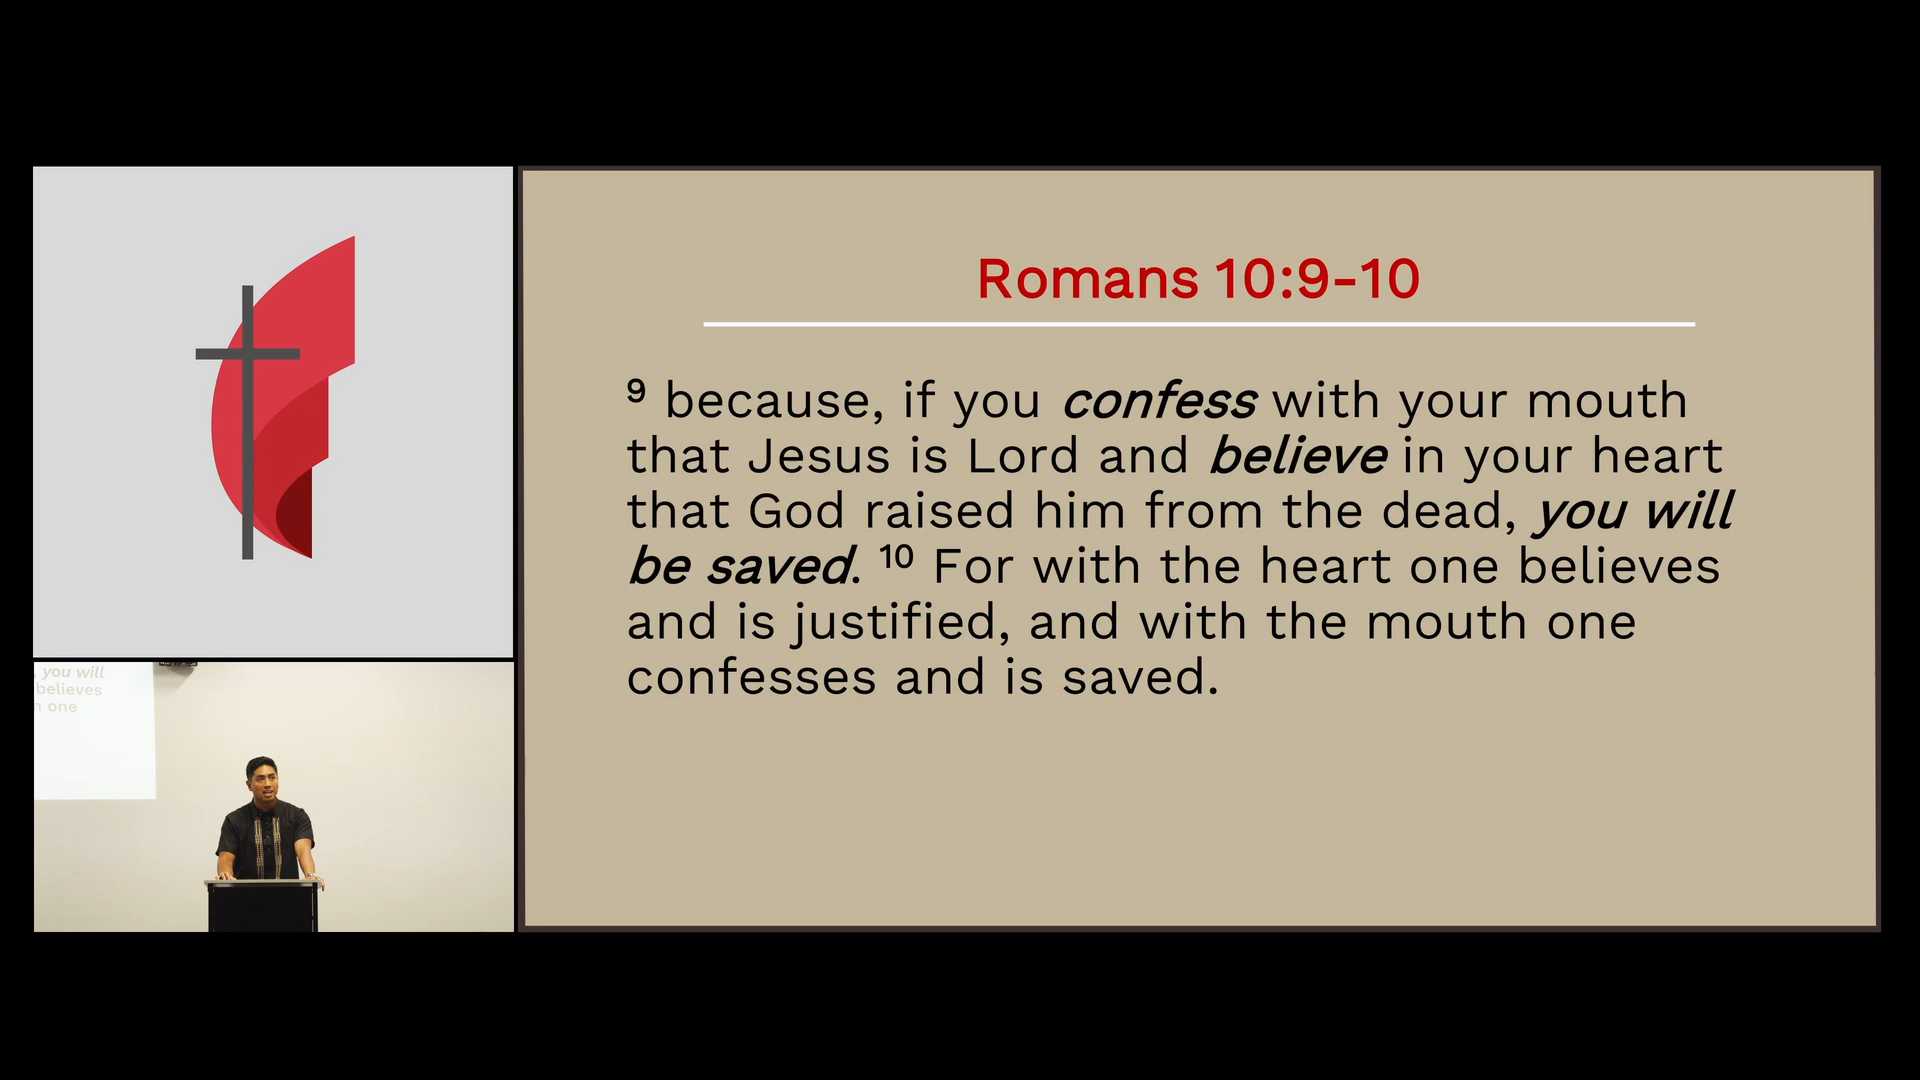 Romans 10:9-10
⁹ because, if you confess with your mouth
that Jesus is Lord and believe in your heart
that God raised him from the dead, you will
be saved. ¹⁰ For with the heart one believes
and is justified, and with the mouth one
confesses and is saved.
you will
believes
one